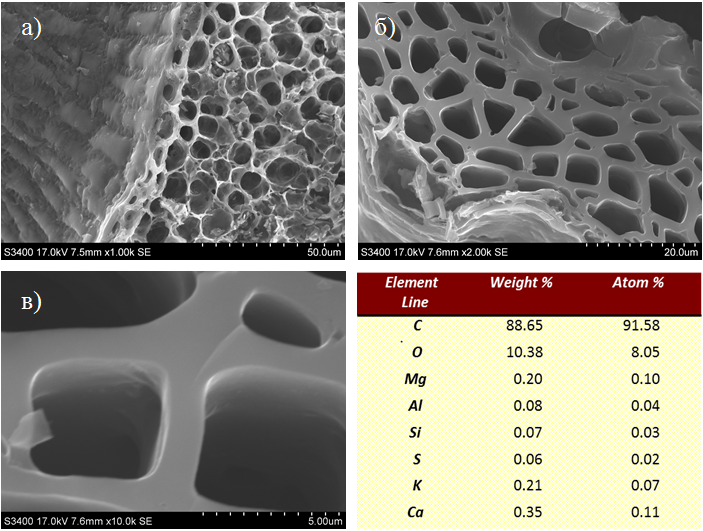 а)
S3400 17.0kV 7.5mm x1.00k SE 50.0um
б)
S3400 17.0kV 7.6mm x2.00k SE 20.0um
в)
S3400 17.0kV 7.6mm x10.0k SE 5.00um
Element Line Weight % Atom %
C 88.65 91.58
O 10.38 8.05
Mg 0.20 0.10
Al 0.08 0.04
Si 0.07 0.03
S 0.06 0.02
K 0.21 0.07
Ca 0.35 0.11